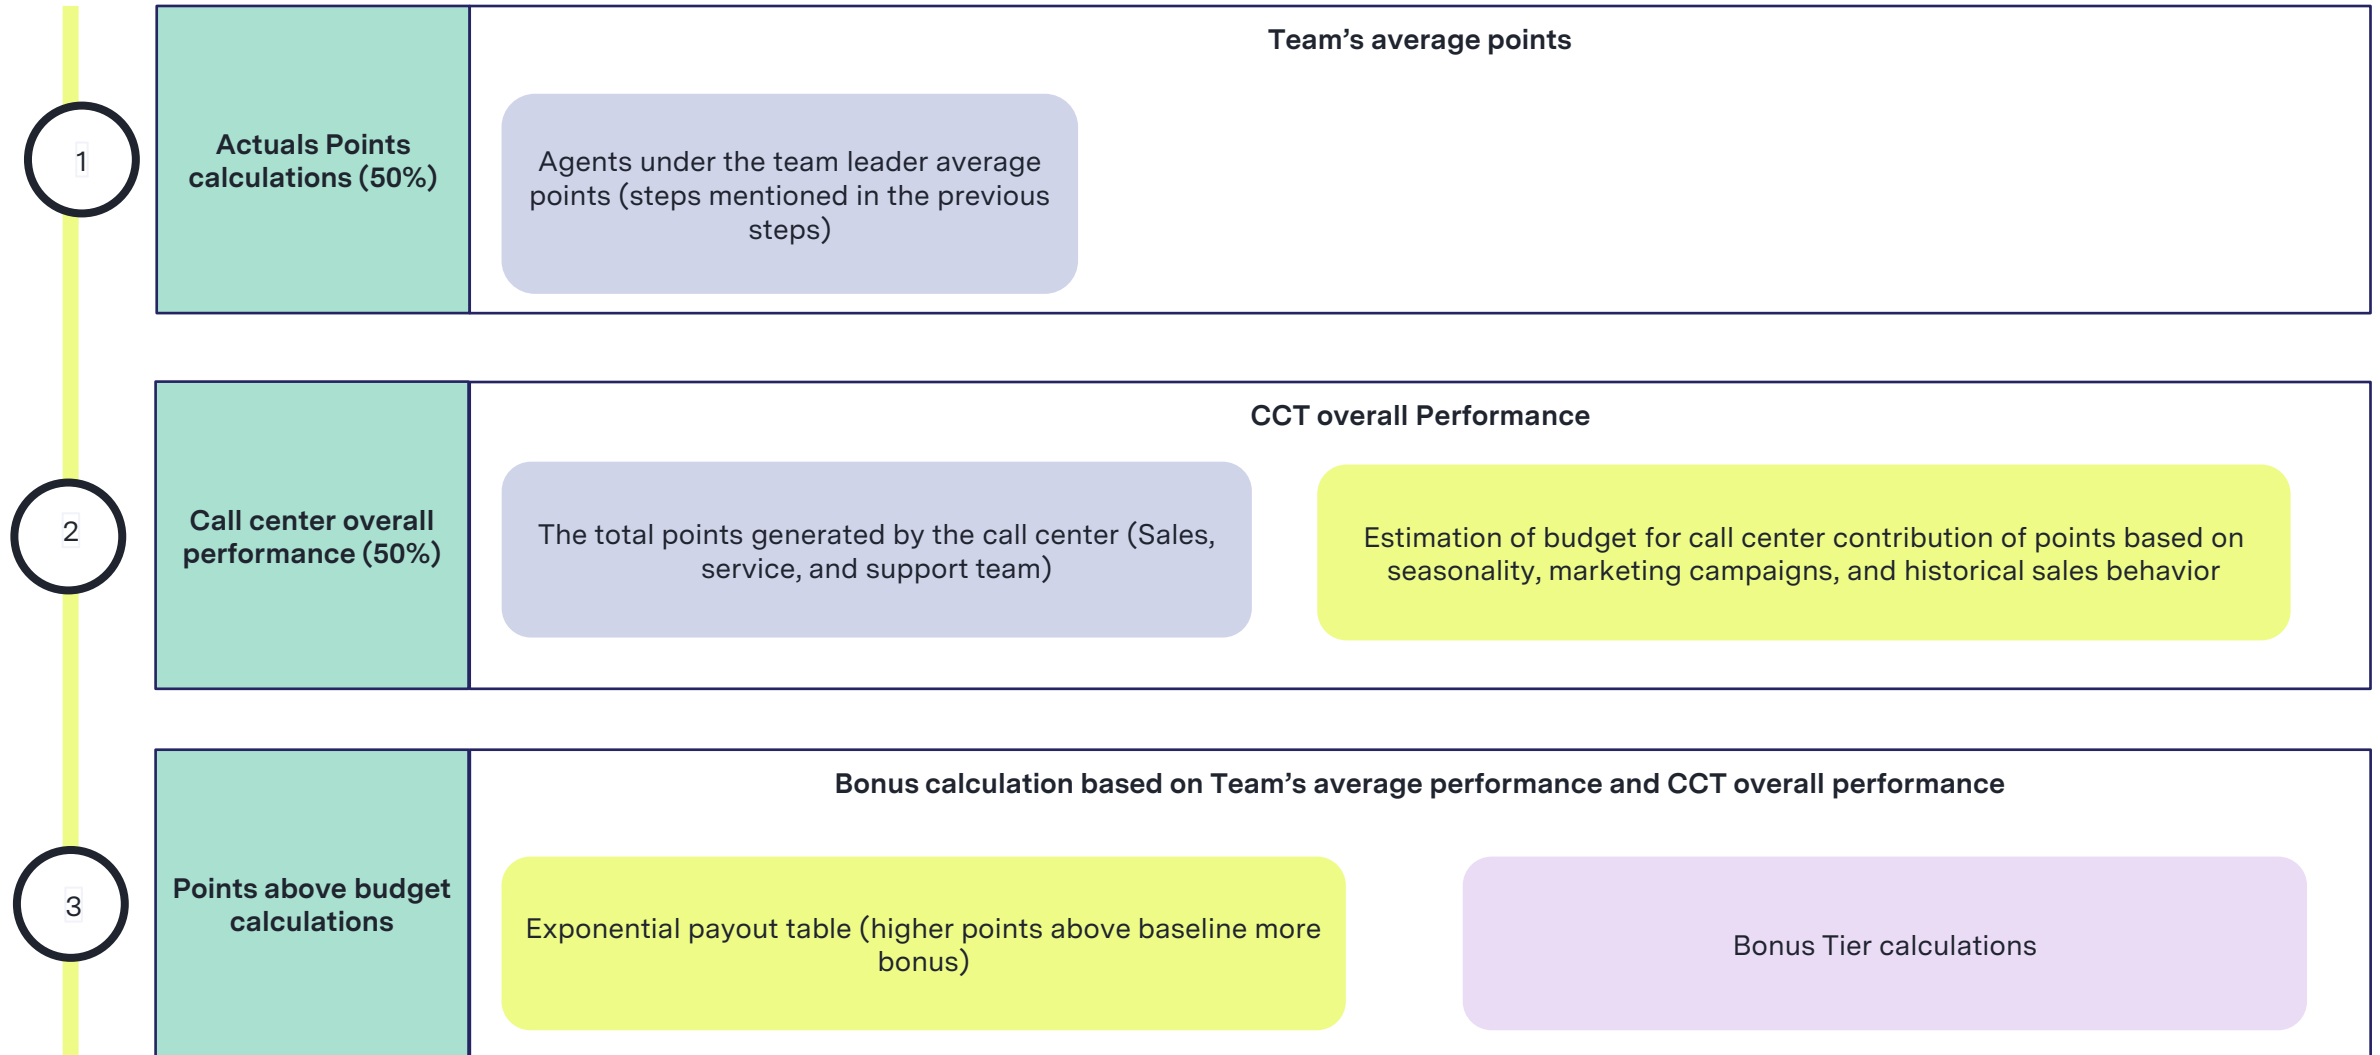 1
Actuals Points
calculations (50%)
Team’s average points
Agents under the team leader average
points (steps mentioned in the previous
steps)
2
Call center overall
performance (50%)
CCT overall Performance
The total points generated by the call center (Sales,
service, and support team)
Estimation of budget for call center contribution of points based on
seasonality, marketing campaigns, and historical sales behavior
3
Points above budget
calculations
Bonus calculation based on Team’s average performance and CCT overall performance
Exponential payout table (higher points above baseline more
bonus)
Bonus Tier calculations